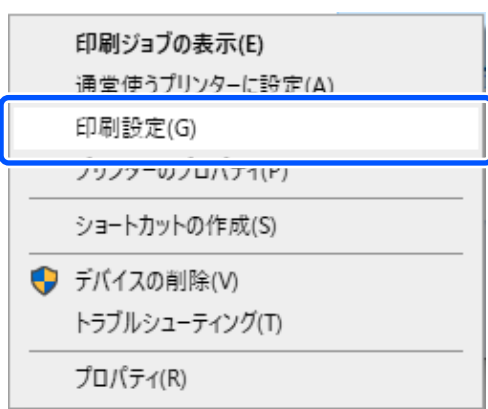 印刷ジョブの表示(E)
通常使うプリンターに設定(A)
印刷設定(G)
プリンターのプロパティ(P)
ショートカットの作成(S)
デバイスの削除(V)
トラブルシューティング(T)
プロパティ(R)